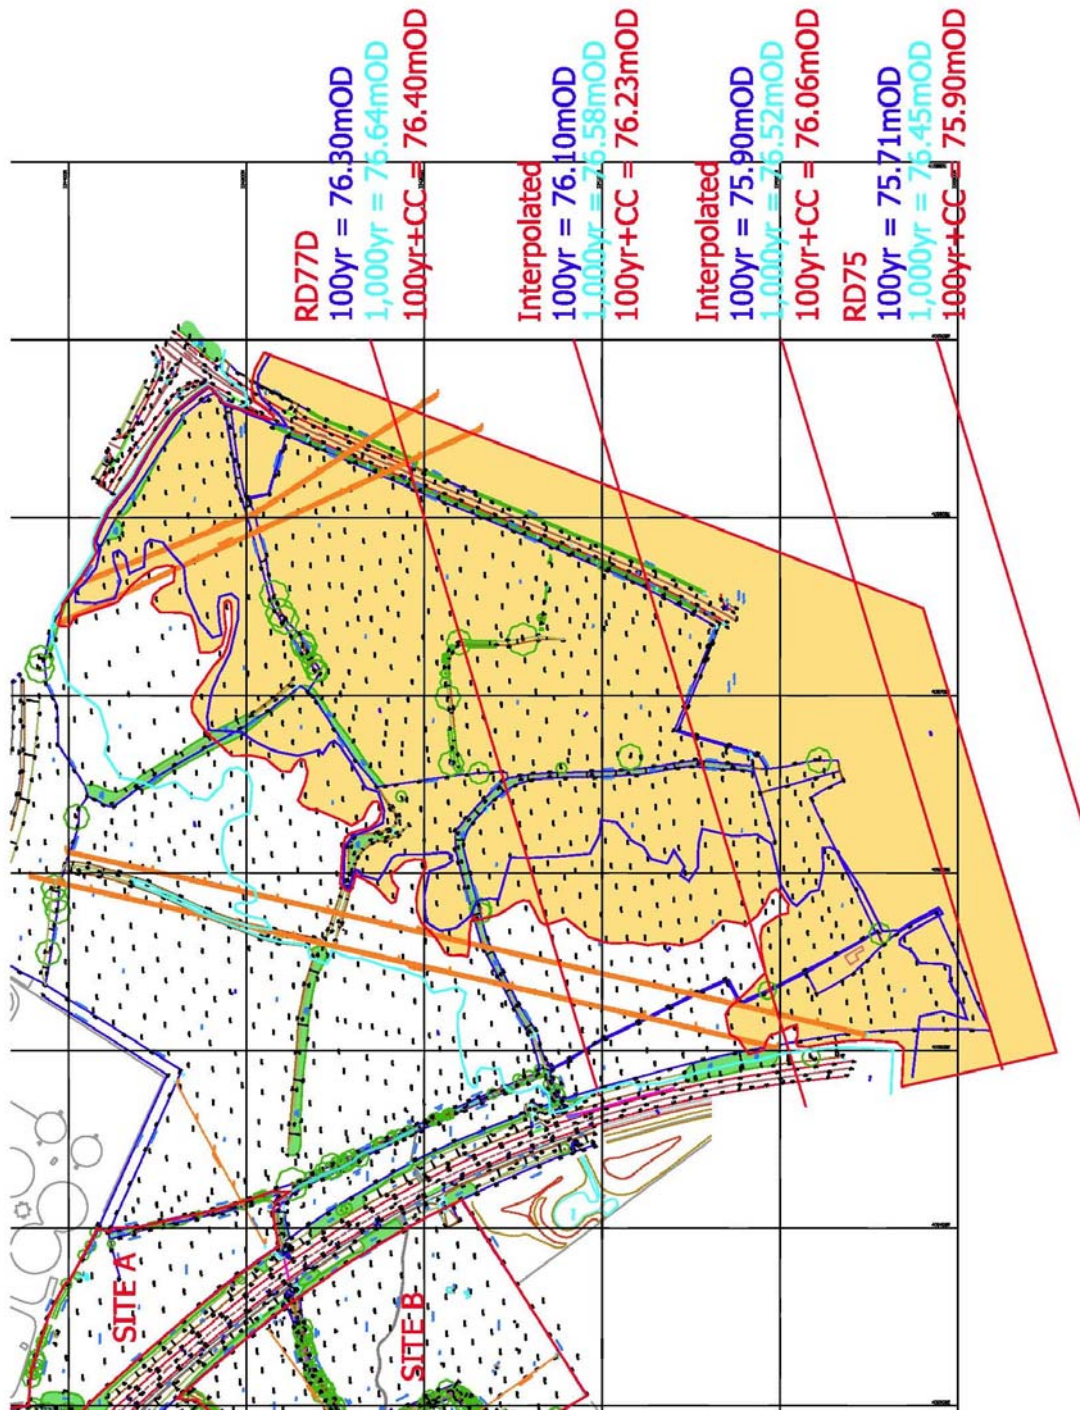 RD77D
100yr = 76.30mOD
1,000yr = 76.64mOD
100yr+CC = 76.40mOD
Interpolated
100yr = 76.10mOD
1,000yr = 76.58mOD
100yr+CC = 76.23mOD
Interpolated
100yr = 75.90mOD
1,000yr = 76.52mOD
100yr+CC = 76.06mOD
RD75
100yr = 75.71mOD
1,000yr = 76.45mOD
100yr+CC = 75.90mOD
SITE A
SITE B